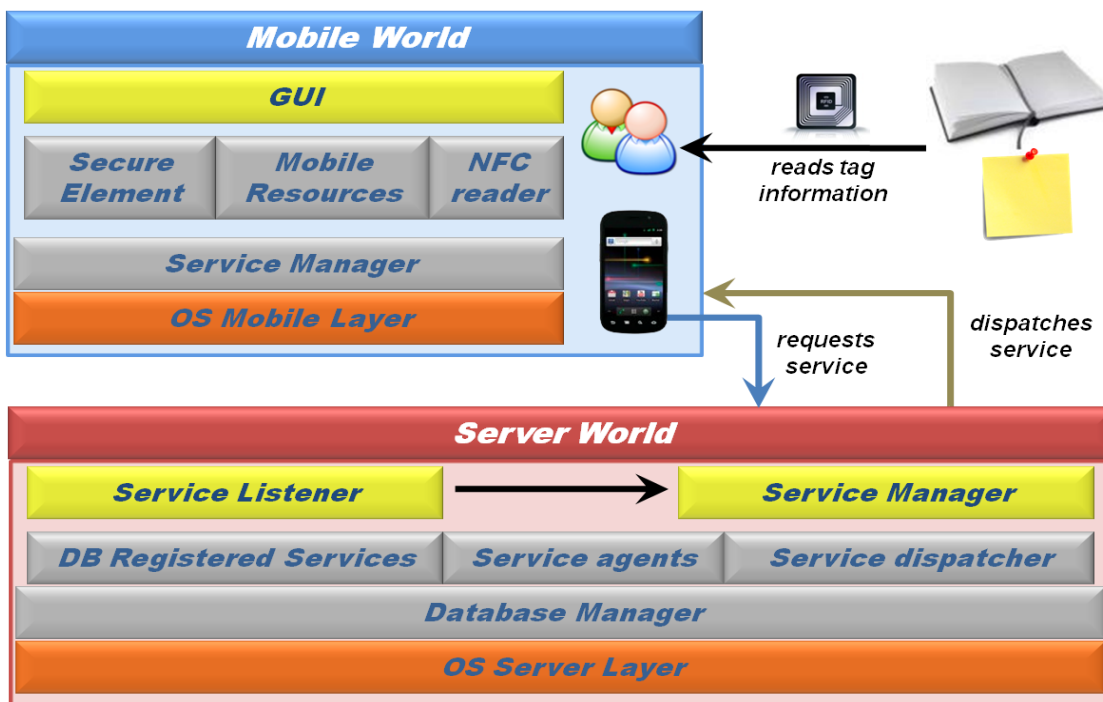 Mobile World
GUI
Secure
Element
Mobile
Resources
NFC
reader
Service Manager
OS Mobile Layer
RFID
reads tag
information
requests
service
dispatches
service
Server World
Service Listener
Service Manager
DB Registered Services
Service agents
Service dispatcher
Database Manager
OS Server Layer